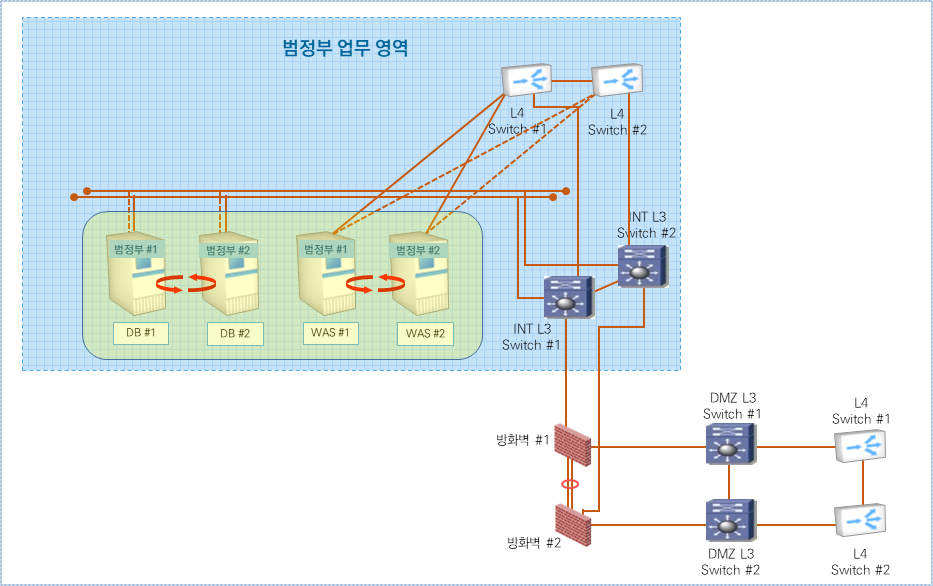 범정부 업무 영역
L4
Switch #1
L4
Switch #2
INT L3
Switch #2
범정부 #1
범정부 #2
범정부 #1
범정부 #2
DB #1
DB #2
WAS #1
WAS #2
INT L3
Switch #1
방화벽 #1
DMZ L3
Switch #1
L4
Switch #1
방화벽 #2
DMZ L3
Switch #2
L4
Switch #2